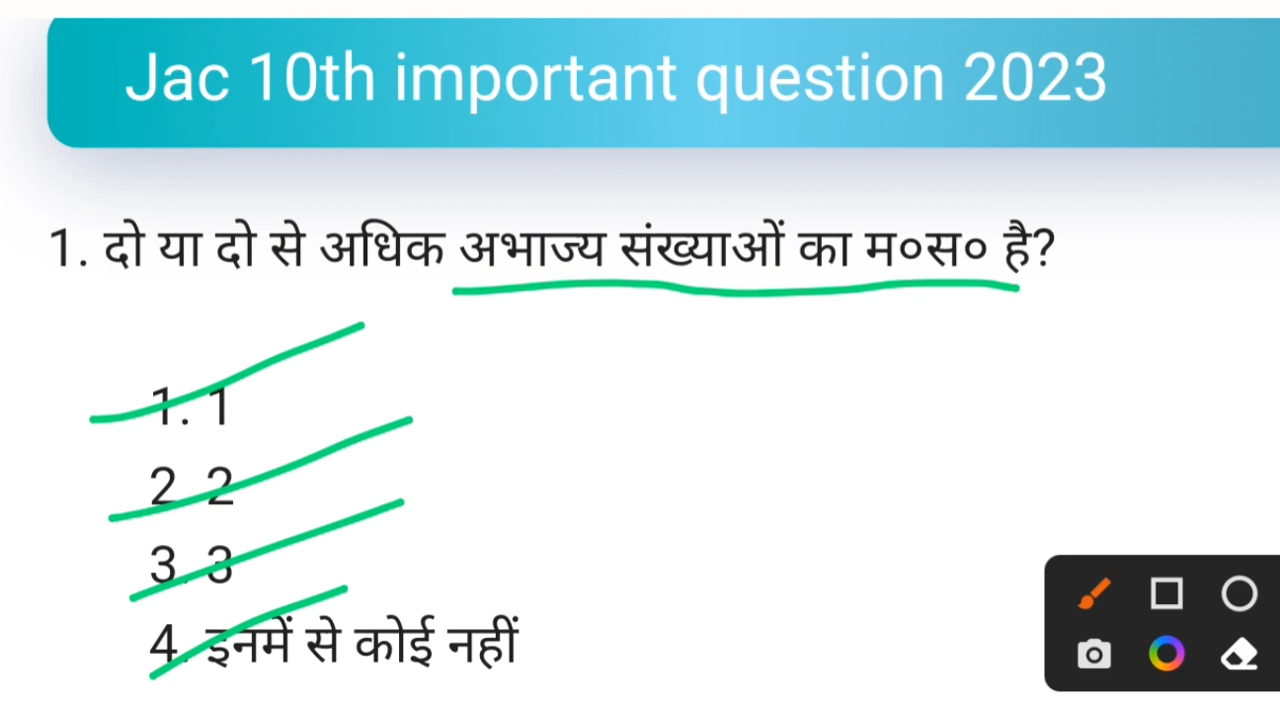 Jac 10th important question 2023
1. दो या दो से अधिक अभाज्य संख्याओं का म०स० है?
1. 1
2. 2
3. 3
4. इनमें से कोई नहीं